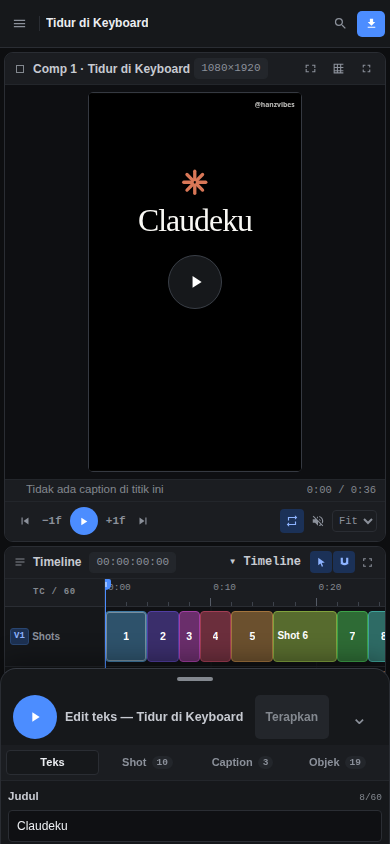 Tidur di Keyboard
Comp 1 · Tidur di Keyboard 1080×1920
@hanzvibes
Claudeku
Tidak ada caption di titik ini 0:00 / 0:36
−1f +1f Fit
Timeline 00:00:00:00 ▾ Timeline
TC / 60 0:00 0:10 0:20
V1 Shots 1 2 3 4 5 Shot 6 7 8
Edit teks — Tidur di Keyboard Terapkan
Teks Shot 10 Caption 3 Objek 19
Judul 8/60
Claudeku